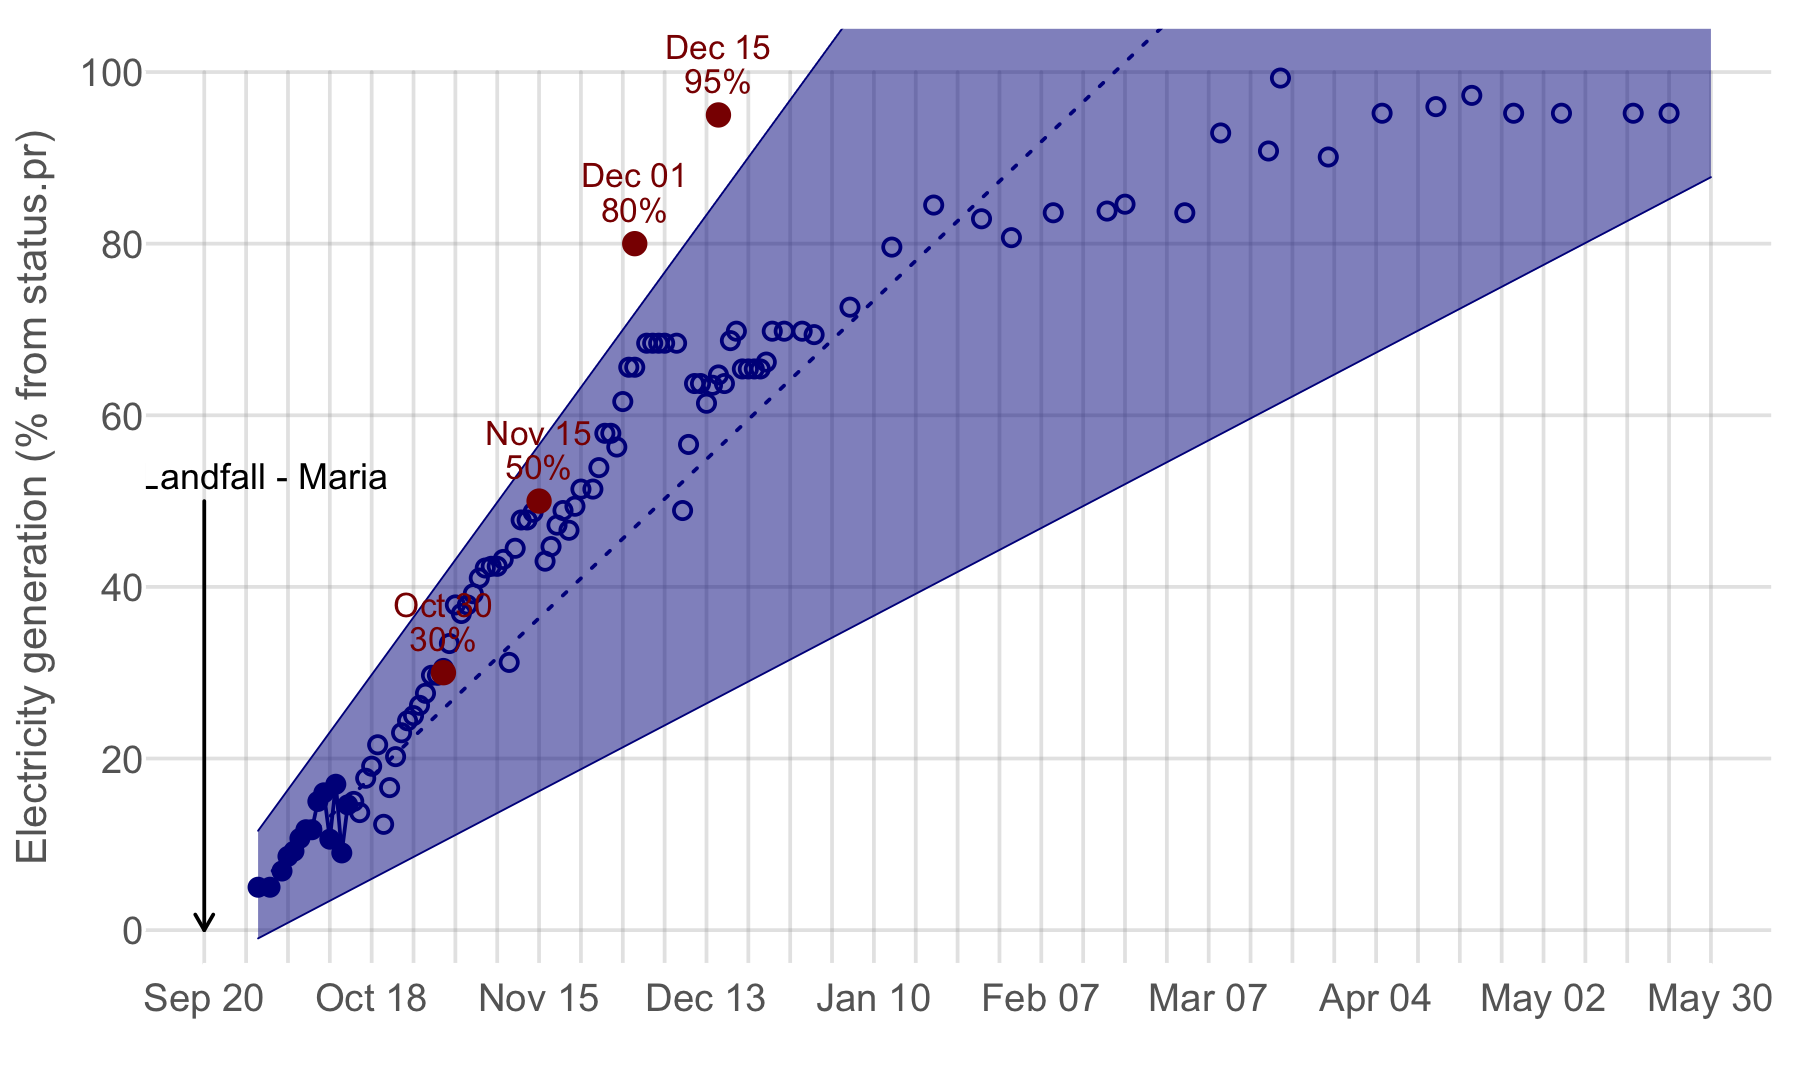 Dec 15
95%
100
Dec 01
80%
80
60
Nov 15
50%
andfall - Maria
40
Oct 30
30%
20
0
Electricity generation (% from status.pr)
Sep 20 Oct 18 Nov 15 Dec 13 Jan 10 Feb 07 Mar 07 Apr 04 May 02 May 30